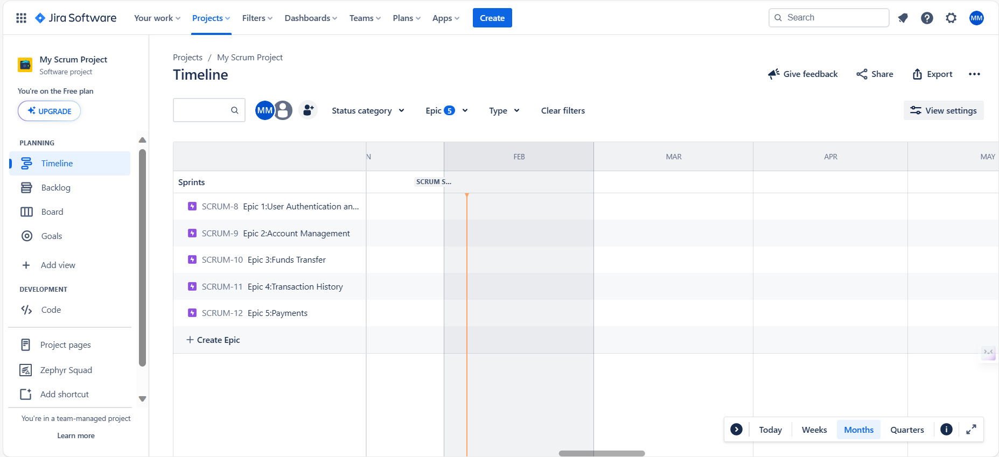 Jira Software Your work Projects Filters Dashboards Teams Plans Apps Create Search MM
My Scrum Project
Software project
You're on the Free plan
UPGRADE
PLANNING
Timeline
Backlog
Board
Goals
Add view
DEVELOPMENT
Code
Project pages
Zephyr Squad
Add shortcut
You're in a team-managed project
Learn more
Projects / My Scrum Project
Timeline
Give feedback Share Export
MM Status category Epic 5 Type Clear filters View settings
N FEB MAR APR MAY
Sprints SCRUM S...
SCRUM-8 Epic 1:User Authentication an...
SCRUM-9 Epic 2:Account Management
SCRUM-10 Epic 3:Funds Transfer
SCRUM-11 Epic 4:Transaction History
SCRUM-12 Epic 5:Payments
+ Create Epic
Today Weeks Months Quarters